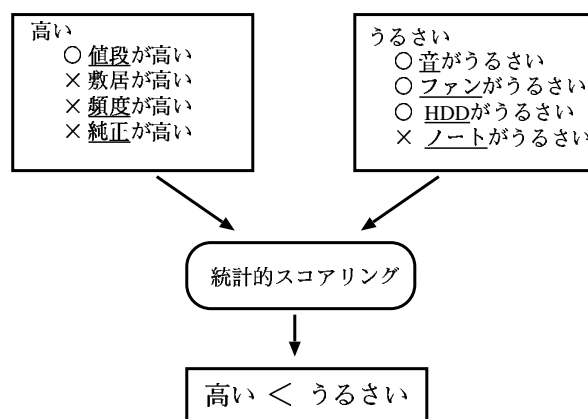 高い
○ 値段が高い
× 敷居が高い
× 頻度が高い
× 純正が高い
うるさい
○ 音がうるさい
○ ファンがうるさい
○ HDDがうるさい
× ノートがうるさい
統計的スコアリング
高い ＜ うるさい